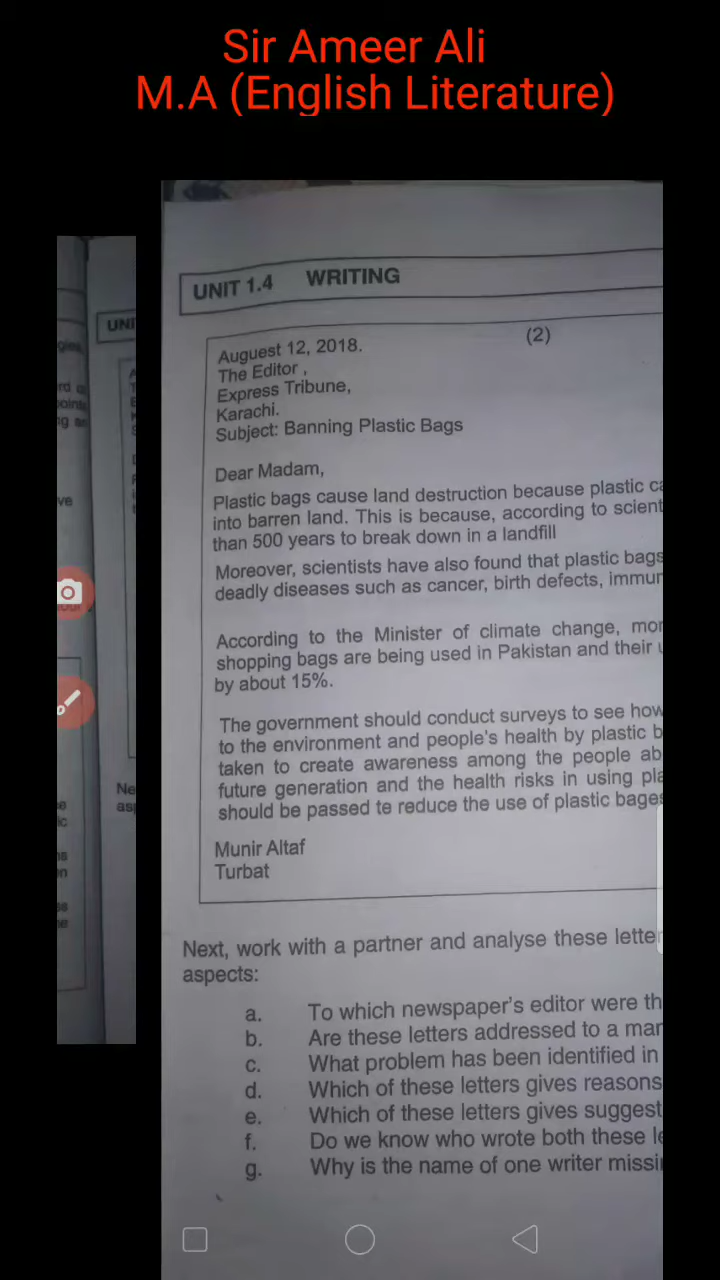 Sir Ameer Ali
M.A (English Literature)
UNIT 1.4 WRITING
(2)
Auguest 12, 2018.
The Editor ,
Express Tribune,
Karachi.
Subject: Banning Plastic Bags
Dear Madam,
Plastic bags cause land destruction because plastic
into barren land. This is because, according to
than 500 years to break down in a landfill
Moreover, scientists have also found that plastic bags
deadly diseases such as cancer, birth defects,
According to the Minister of climate change,
shopping bags are being used in Pakistan and their
by about 15%.
The government should conduct surveys to see how
to the environment and people's health by plastic
taken to create awareness among the people
future generation and the health risks in using
should be passed te reduce the use of plastic bages
Munir Altaf
Turbat
Next, work with a partner and analyse these
aspects:
a. To which newspaper's editor were
b. Are these letters addressed to a
c. What problem has been identified in
d. Which of these letters gives reasons
e. Which of these letters gives
f. Do we know who wrote both these
g. Why is the name of one writer